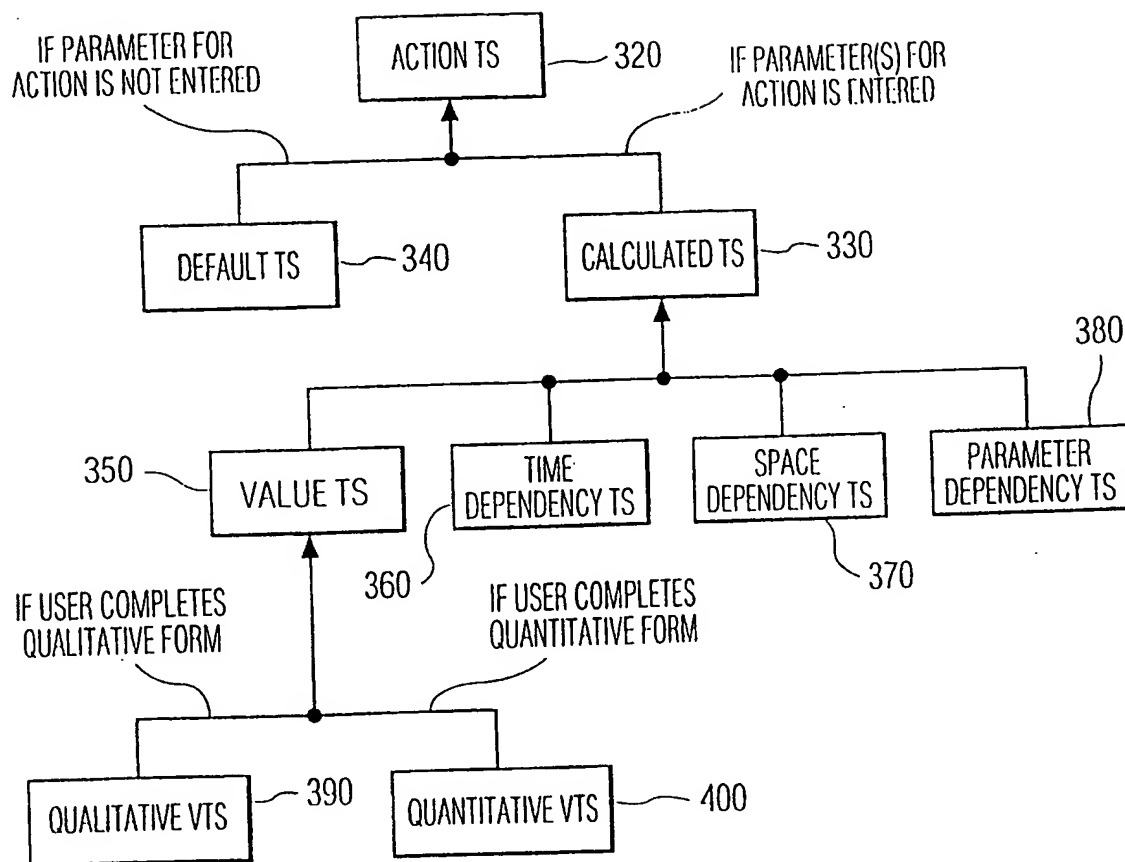 IF PARAMETER FOR
ACTION IS NOT ENTERED
ACTION TS
320
IF PARAMETER(S) FOR
ACTION IS ENTERED
DEFAULT TS
340
CALCULATED TS
330
380
350
VALUE TS
TIME
DEPENDENCY TS
SPACE
DEPENDENCY TS
PARAMETER
DEPENDENCY TS
360
370
IF USER COMPLETES
QUALITATIVE FORM
IF USER COMPLETES
QUANTITATIVE FORM
QUALITATIVE VTS
390
QUANTITATIVE VTS
400